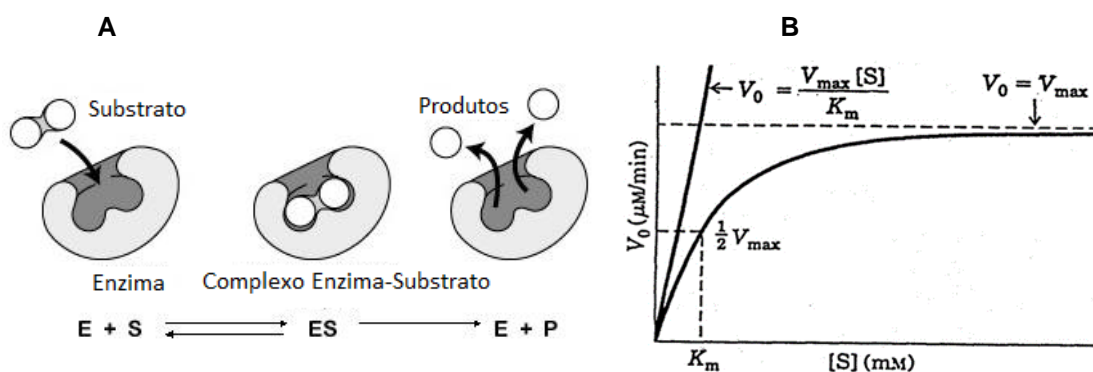 A
Substrato
Produtos
Enzima
Complexo Enzima-Substrato
E + S
ES
E + P
B
V₀ = Vmax [S] / Km
V₀ = Vmax
V₀ (μM/min)
½ Vmax
Km
[S] (mM)